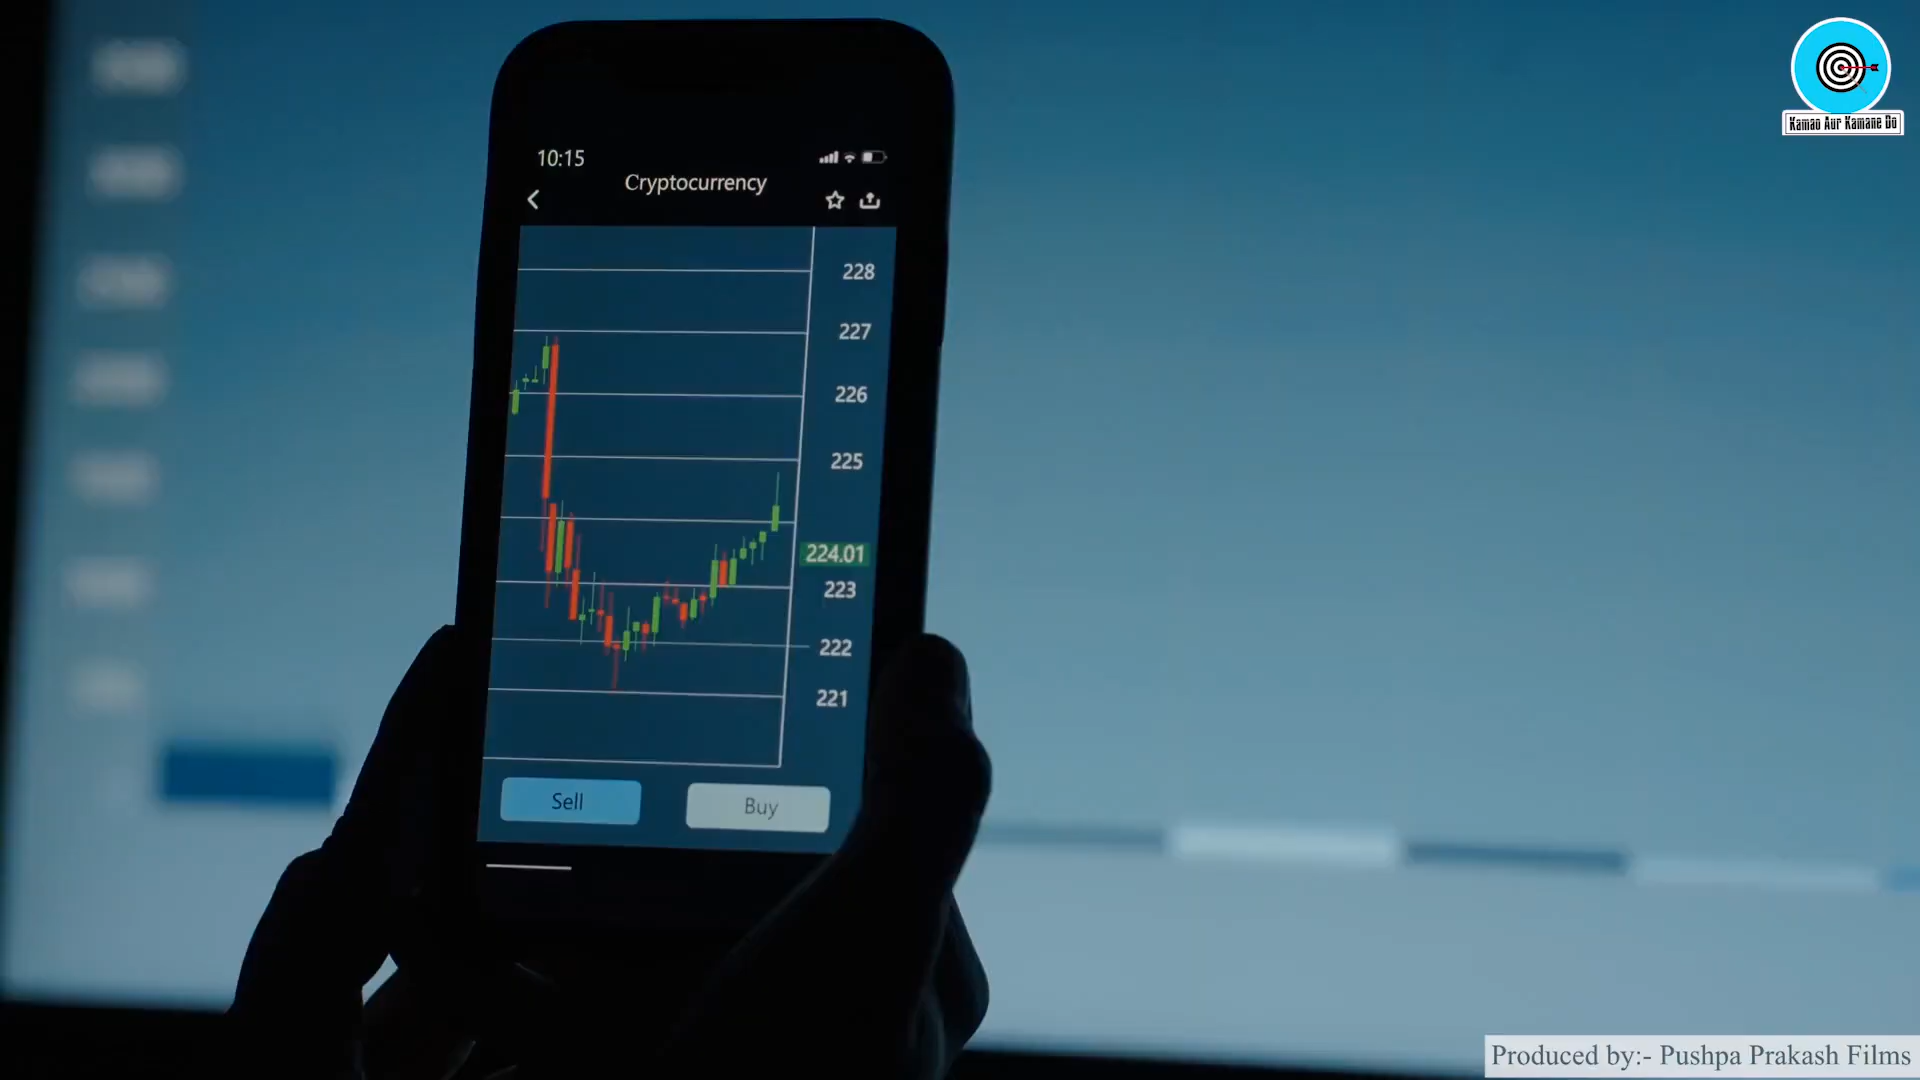 Kamao Aur Kamane Do
10:15
Cryptocurrency
228
227
226
225
224.01
223
222
221
Sell
Buy
Produced by:- Pushpa Prakash Films